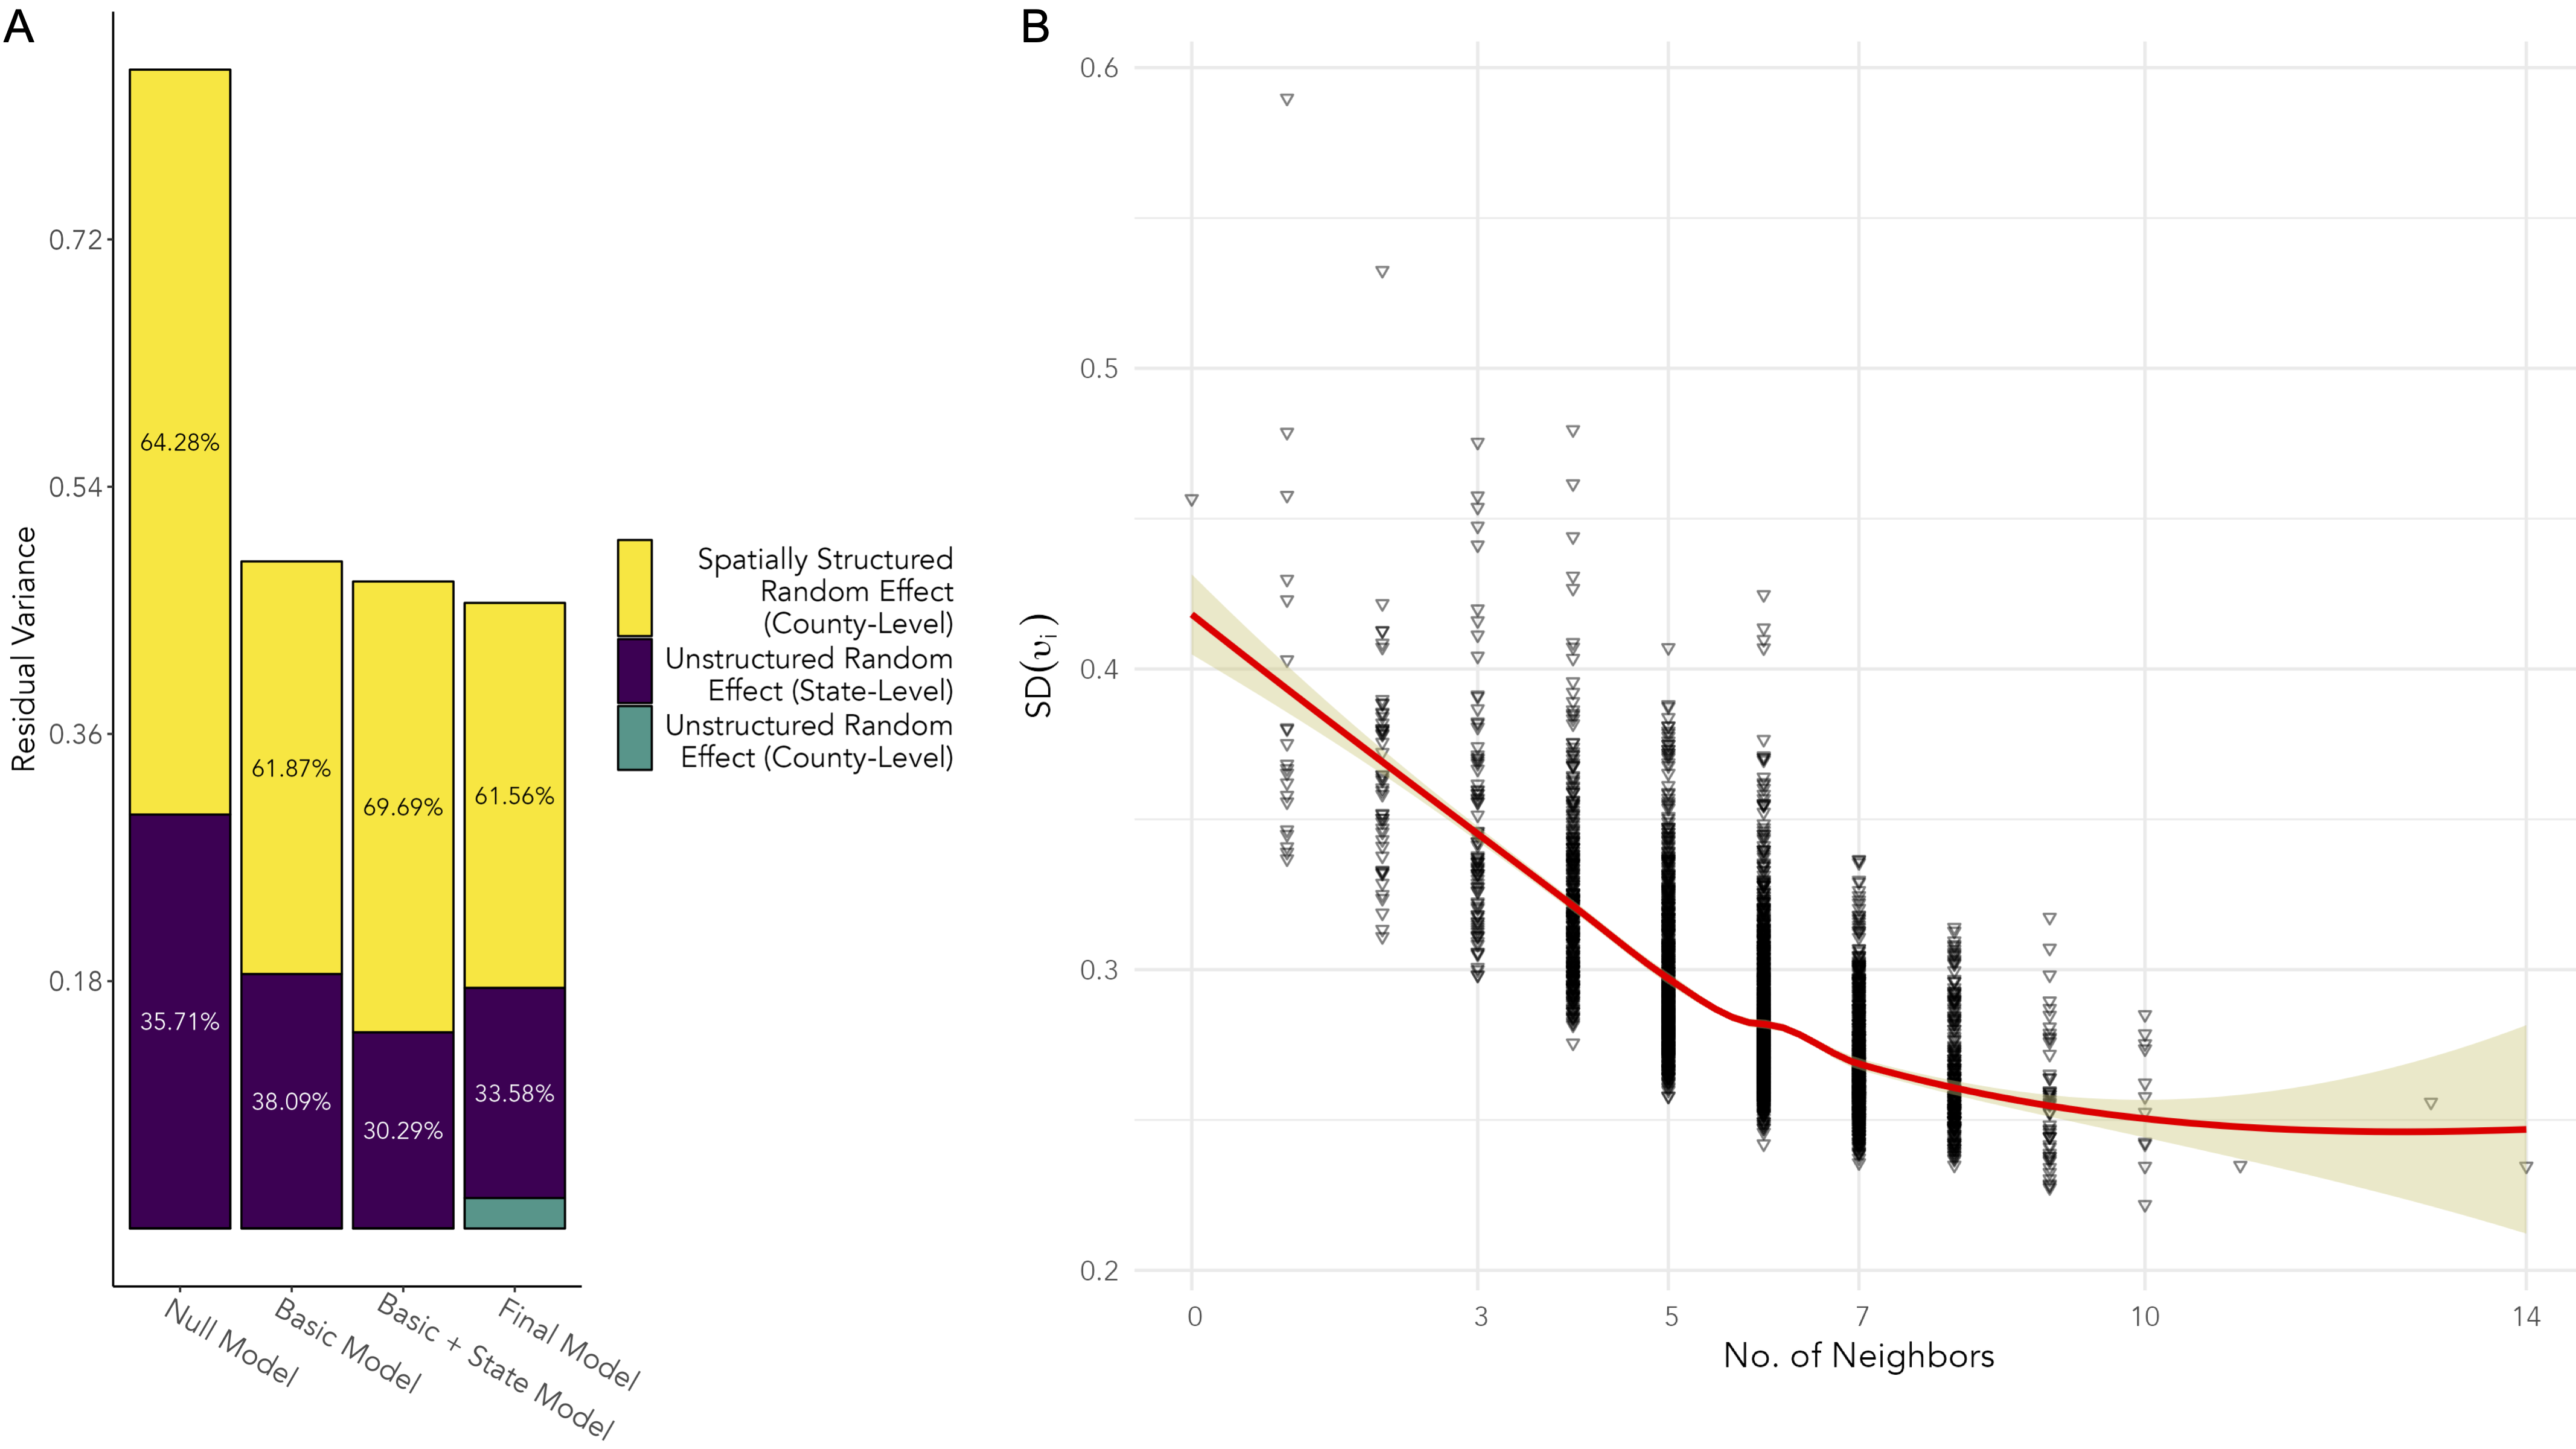 A
Residual Variance
0.72
0.54
0.36
0.18
64.28%
35.71%
61.87%
38.09%
69.69%
30.29%
61.56%
33.58%
Null Model
Basic Model
Basic + State Model
Final Model
Spatially Structured
Random Effect
(County-Level)
Unstructured Random
Effect (State-Level)
Unstructured Random
Effect (County-Level)
B
SD(υi)
0.6
0.5
0.4
0.3
0.2
0
3
5
7
10
14
No. of Neighbors